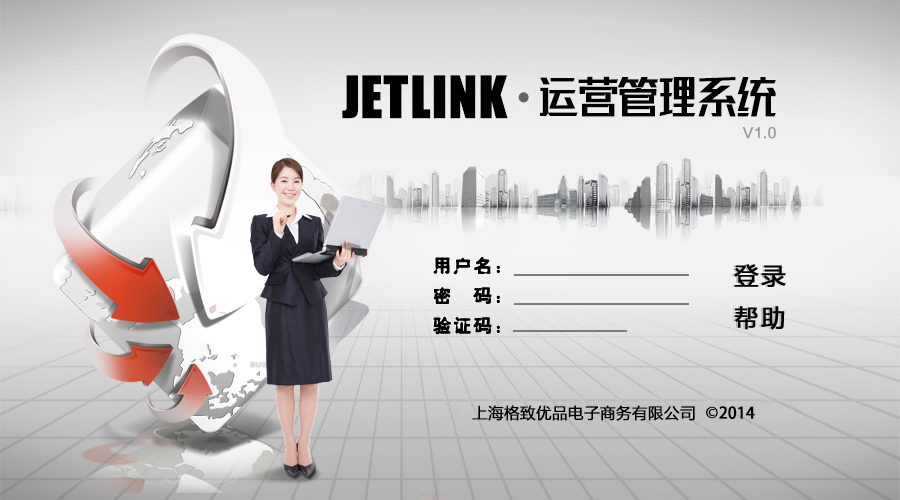 JETLINK·运营管理系统
V1.0
用户名：
密 码：
验证码：
登录
帮助
上海格致优品电子商务有限公司 ©2014